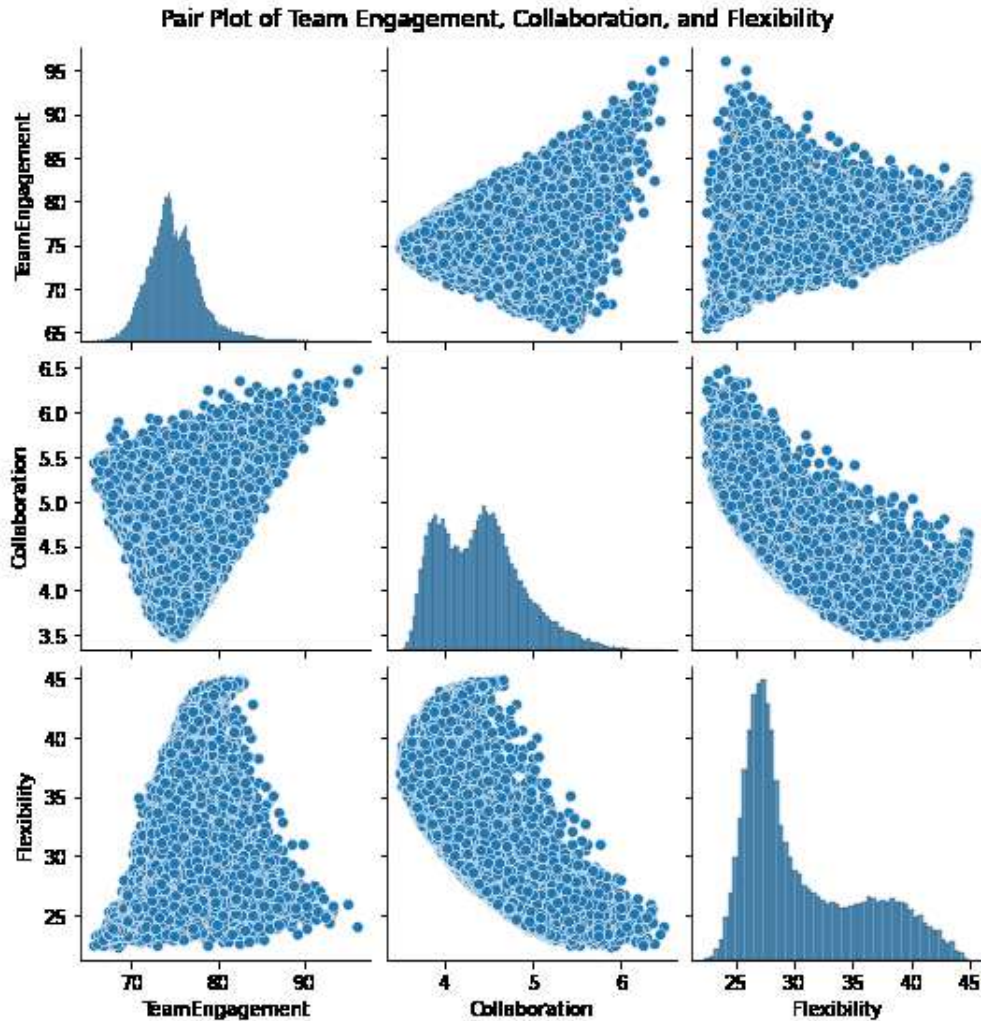 Pair Plot of Team Engagement, Collaboration, and Flexibility
95
90
85
80
75
70
65
TeamEngagement
6.5
6.0
5.5
5.0
4.5
4.0
3.5
Collaboration
45
40
35
30
25
Flexibility
70 80 90
TeamEngagement
4 5 6
Collaboration
25 30 35 40 45
Flexibility